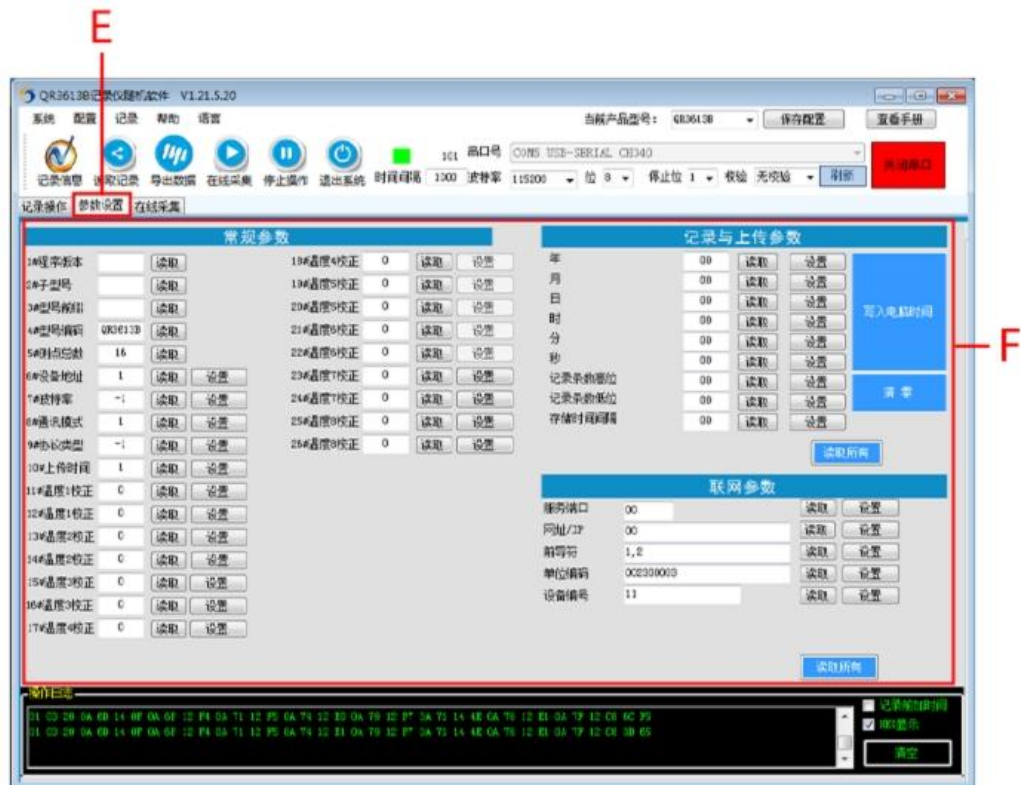 E
QR3613B记录仪随机软件 V1.21.5.20
系统 配置 记录 帮助 语言 当前产品型号: QR3613B 保存配置 查看手册
101 串口号 COM5 USB-SERIAL CH340 关闭串口
记录信息 读取记录 导出数据 在线采集 停止操作 退出系统 时间间隔 1000 波特率 115200 位 8 停止位 1 校验 无校验 刷新
记录操作 参数设置 在线采集
常规参数
1#程序版本 读取
2#子型号 读取
3#型号前缀 读取
4#型号编码 QR3613B 读取
5#测点总数 16 读取
6#设备地址 1 读取 设置
7#波特率 -1 读取 设置
8#通讯模式 1 读取 设置
9#协议类型 -1 读取 设置
10#上传时间 1 读取 设置
11#温度1校正 0 读取 设置
12#温度1校正 0 读取 设置
13#温度2校正 0 读取 设置
14#温度2校正 0 读取 设置
15#温度3校正 0 读取 设置
16#温度3校正 0 读取 设置
17#温度4校正 0 读取 设置
18#温度4校正 0 读取 设置
19#温度5校正 0 读取 设置
20#温度5校正 0 读取 设置
21#温度6校正 0 读取 设置
22#温度6校正 0 读取 设置
23#温度7校正 0 读取 设置
24#温度7校正 0 读取 设置
25#温度8校正 0 读取 设置
26#温度8校正 0 读取 设置
记录与上传参数
年 00 读取 设置
月 00 读取 设置
日 00 读取 设置
时 00 读取 设置
分 00 读取 设置
秒 00 读取 设置
记录条数高位 00 读取 设置
记录条数低位 00 读取 设置
存储时间间隔 00 读取 设置
写入电脑时间
清零
读取所有
联网参数
服务端口 00 读取 设置
网址/IP 00 读取 设置
前导符 1,2 读取 设置
单位编码 002300003 读取 设置
设备编号 11 读取 设置
读取所有
F
操作日志
记录前加时间
HEX显示
清空